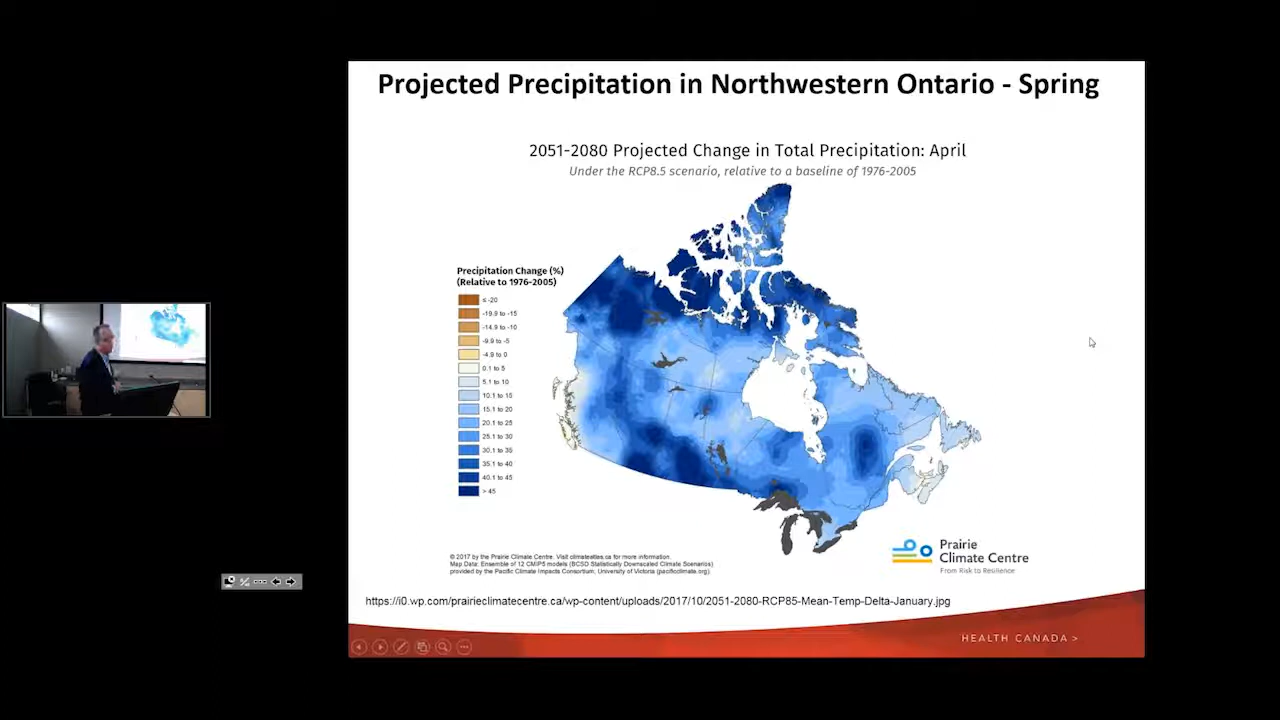 Projected Precipitation in Northwestern Ontario - Spring
2051-2080 Projected Change in Total Precipitation: April
Under the RCP8.5 scenario, relative to a baseline of 1976-2005
Precipitation Change (%)
(Relative to 1976-2005)
≤ -20
-19.9 to -15
-14.9 to -10
-9.9 to -5
-4.9 to 0
0.1 to 5
5.1 to 10
10.1 to 15
15.1 to 20
20.1 to 25
25.1 to 30
30.1 to 35
35.1 to 40
40.1 to 45
> 45
© 2017 by the Prairie Climate Centre. Visit climateatlas.ca for more information.
Map Data: Ensemble of 12 CMIP5 models (BCSD Statistically Downscaled Climate Scenarios)
provided by the Pacific Climate Impacts Consortium, University of Victoria (pacificclimate.org)
Prairie
Climate Centre
From Risk to Resilience
https://i0.wp.com/prairieclimatecentre.ca/wp-content/uploads/2017/10/2051-2080-RCP85-Mean-Temp-Delta-January.jpg
HEALTH CANADA >